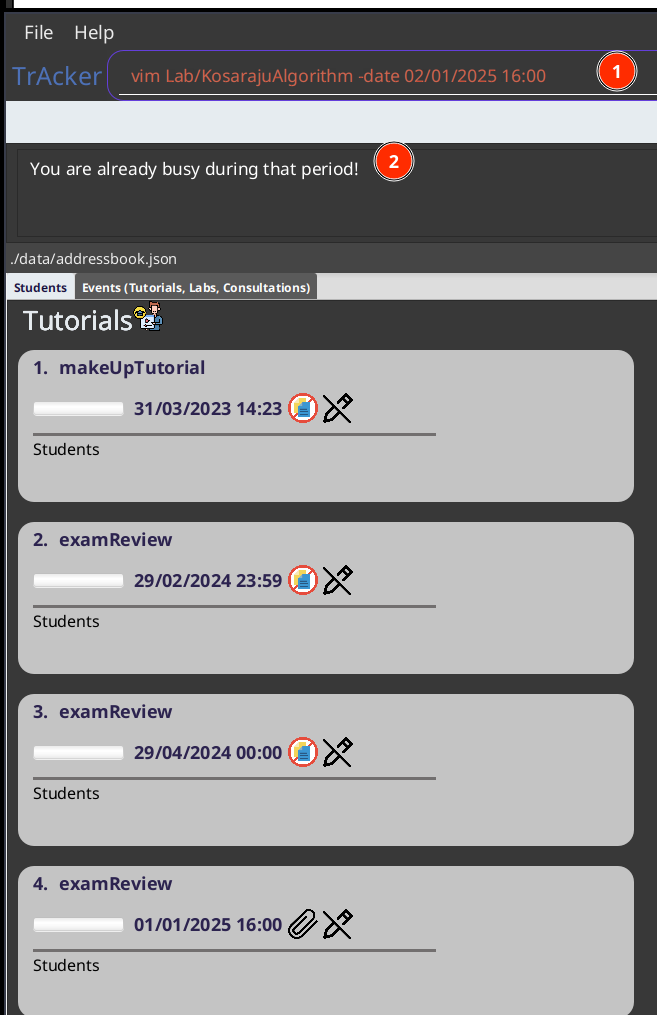 File Help
TrAcker vim Lab/KosarajuAlgorithm -date 02/01/2025 16:00 1
You are already busy during that period! 2
./data/addressbook.json
Students Events (Tutorials, Labs, Consultations)
Tutorials
1. makeUpTutorial
31/03/2023 14:23
Students
2. examReview
29/02/2024 23:59
Students
3. examReview
29/04/2024 00:00
Students
4. examReview
01/01/2025 16:00
Students